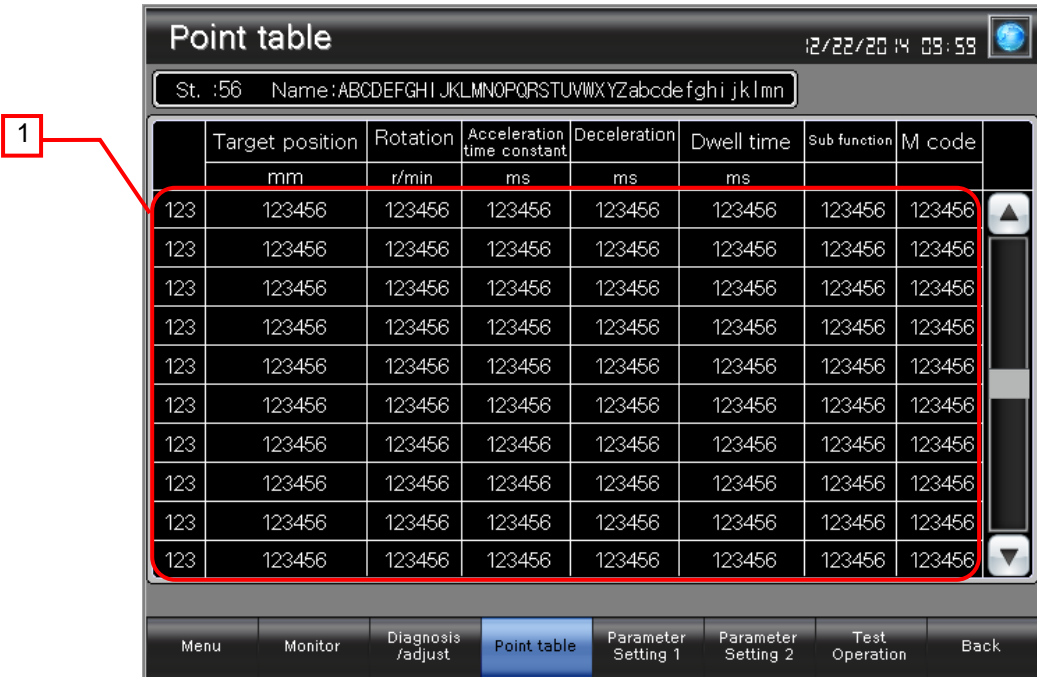 Point table
12/22/2014 09:59
St. :56 Name:ABCDEFGHIJKLMNOPQRSTUVWXYZabcdefghijklmn
1
Target position Rotation Acceleration time constant Deceleration Dwell time Sub function M code
mm r/min ms ms ms
123 123456 123456 123456 123456 123456 123456 123456
123 123456 123456 123456 123456 123456 123456 123456
123 123456 123456 123456 123456 123456 123456 123456
123 123456 123456 123456 123456 123456 123456 123456
123 123456 123456 123456 123456 123456 123456 123456
123 123456 123456 123456 123456 123456 123456 123456
123 123456 123456 123456 123456 123456 123456 123456
123 123456 123456 123456 123456 123456 123456 123456
123 123456 123456 123456 123456 123456 123456 123456
123 123456 123456 123456 123456 123456 123456 123456
Menu Monitor Diagnosis /adjust Point table Parameter Setting 1 Parameter Setting 2 Test Operation Back